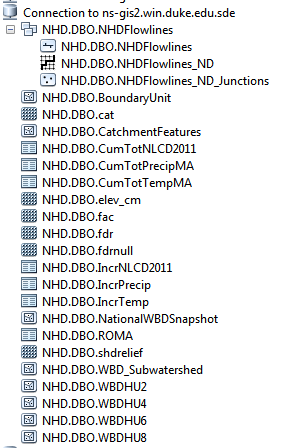 Connection to ns-gis2.win.duke.edu.sde
NHD.DBO.NHDFlowlines
NHD.DBO.NHDFlowlines
NHD.DBO.NHDFlowlines_ND
NHD.DBO.NHDFlowlines_ND_Junctions
NHD.DBO.BoundaryUnit
NHD.DBO.cat
NHD.DBO.CatchmentFeatures
NHD.DBO.CumTotNLCD2011
NHD.DBO.CumTotPrecipMA
NHD.DBO.CumTotTempMA
NHD.DBO.elev_cm
NHD.DBO.fac
NHD.DBO.fdr
NHD.DBO.fdrnull
NHD.DBO.IncrNLCD2011
NHD.DBO.IncrPrecip
NHD.DBO.IncrTemp
NHD.DBO.NationalWBDSnapshot
NHD.DBO.ROMA
NHD.DBO.shdrelief
NHD.DBO.WBD_Subwatershed
NHD.DBO.WBDHU2
NHD.DBO.WBDHU4
NHD.DBO.WBDHU6
NHD.DBO.WBDHU8